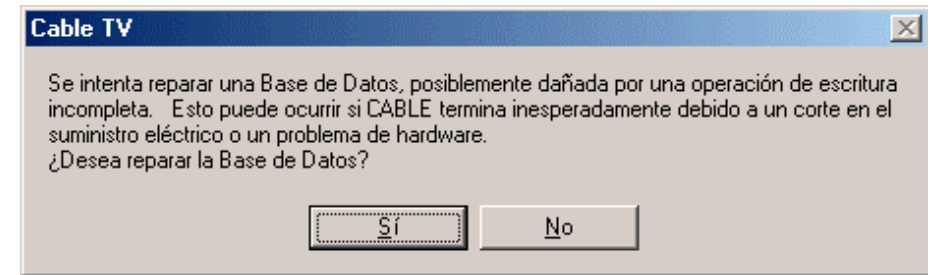 Cable TV
Se intenta reparar una Base de Datos, posiblemente dañada por una operación de escritura
incompleta.   Esto puede ocurrir si CABLE termina inesperadamente debido a un corte en el
suministro eléctrico o un problema de hardware.
¿Desea reparar la Base de Datos?
Sí
No